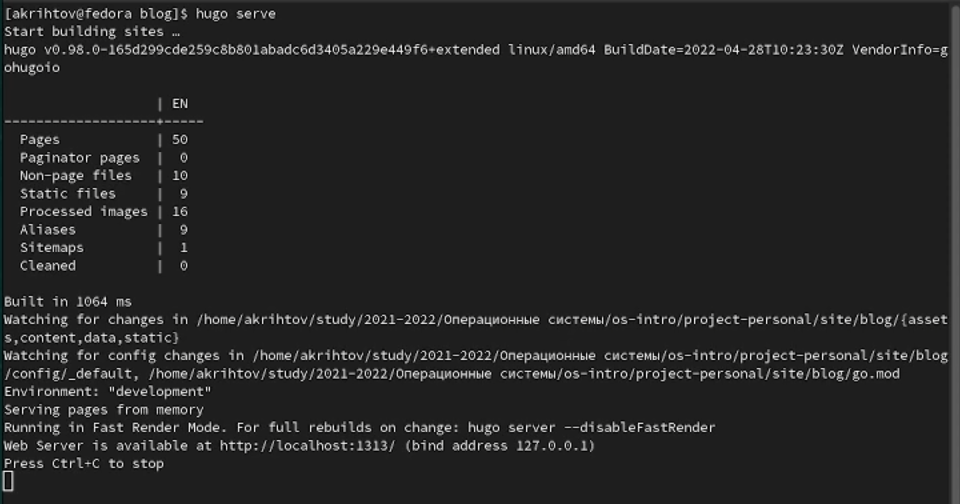 [akrihtov@fedora blog]$ hugo serve
Start building sites …
hugo v0.98.0-165d299cde259c8b801abadc6d3405a229e449f6+extended linux/amd64 BuildDate=2022-04-28T10:23:30Z VendorInfo=g
ohugoio
                   | EN
-------------------+-----
  Pages            | 50
  Paginator pages  |  0
  Non-page files   | 10
  Static files     |  9
  Processed images | 16
  Aliases          |  9
  Sitemaps         |  1
  Cleaned          |  0
Built in 1064 ms
Watching for changes in /home/akrihtov/study/2021-2022/Операционные системы/os-intro/project-personal/site/blog/{asset
s,content,data,static}
Watching for config changes in /home/akrihtov/study/2021-2022/Операционные системы/os-intro/project-personal/site/blog
/config/_default, /home/akrihtov/study/2021-2022/Операционные системы/os-intro/project-personal/site/blog/go.mod
Environment: "development"
Serving pages from memory
Running in Fast Render Mode. For full rebuilds on change: hugo server --disableFastRender
Web Server is available at http://localhost:1313/ (bind address 127.0.0.1)
Press Ctrl+C to stop